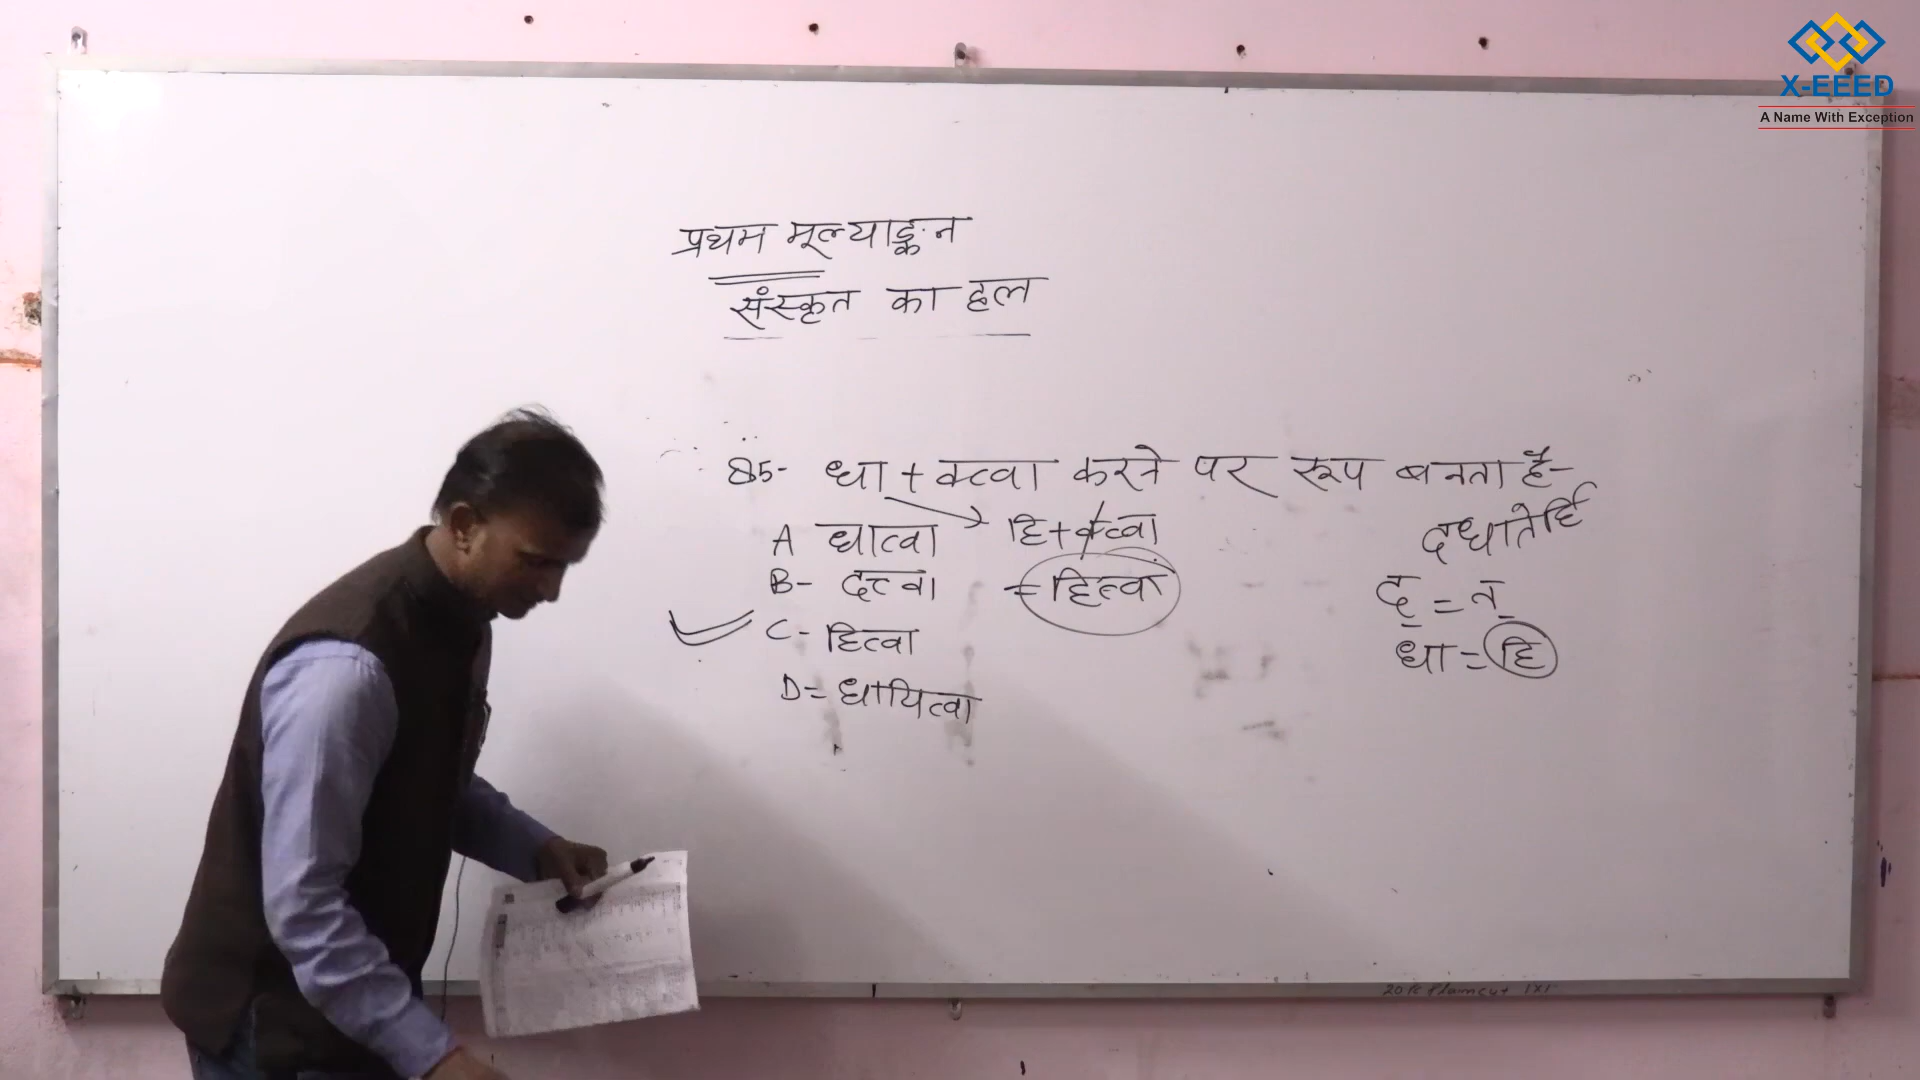 X-EEED
A Name With Exception
प्रथम मूल्याङ्कन
संस्कृत का हल
85- धा + क्त्वा करने पर रूप बनता है-
A धात्वा
B- दत्त्वा
C- हित्वा
D= धायित्वा
हि + क्त्वा
= हित्वा
दधातेर्हि
द् = त्
धा = हि